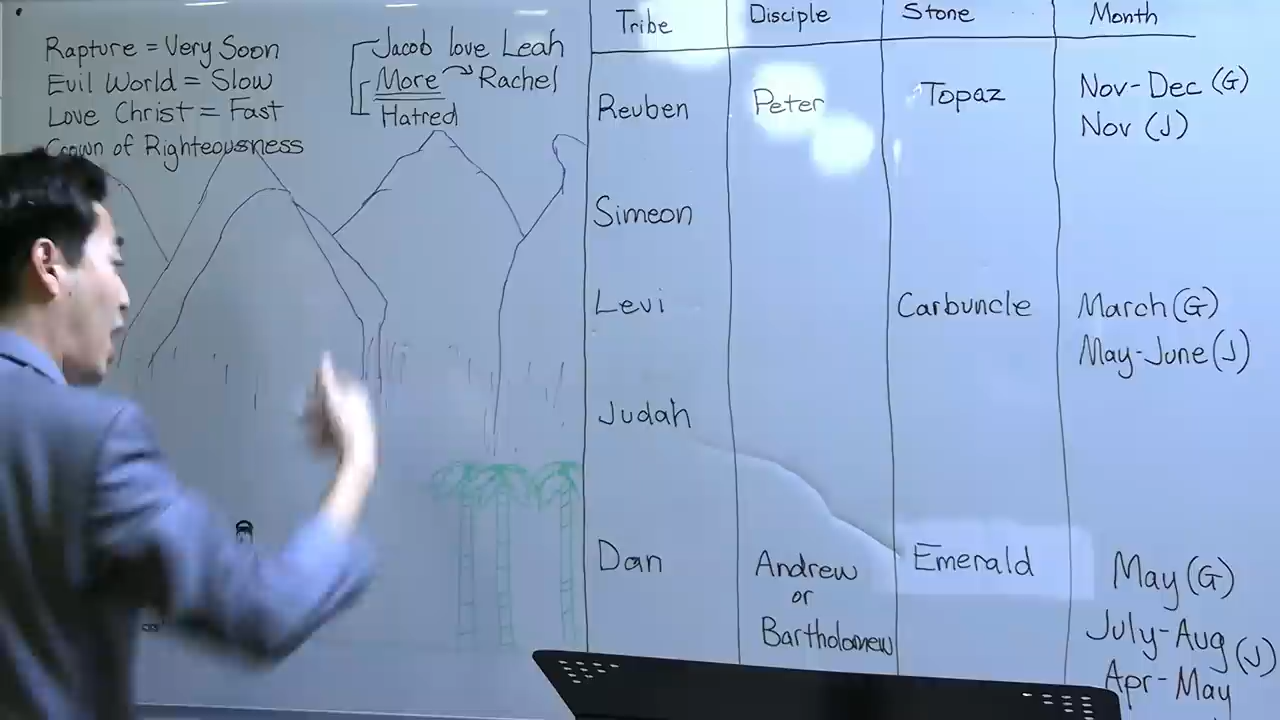 Rapture = Very Soon
Evil World = Slow
Love Christ = Fast
Crown of Righteousness
Jacob love Leah
More Rachel
Hatred
Tribe Disciple Stone Month
Reuben Peter Topaz Nov-Dec (G)
Nov (J)
Simeon
Levi Carbuncle March (G)
May-June (J)
Judah
Dan Andrew Emerald May (G)
or
Bartholomew July-Aug (J)
Apr-May